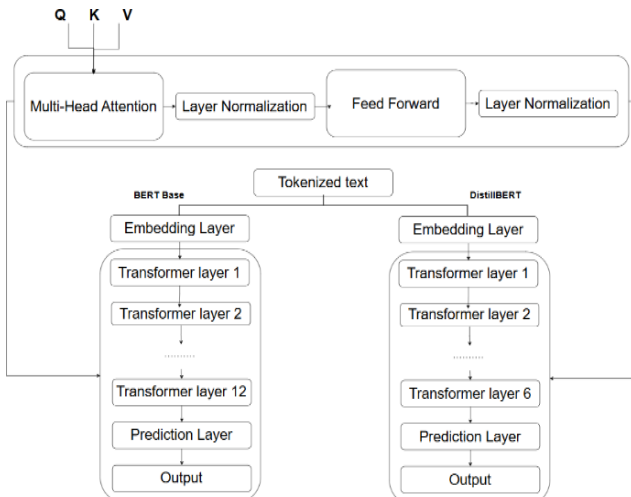 Q K V
Multi-Head Attention
Layer Normalization
Feed Forward
Layer Normalization
Tokenized text
BERT Base
DistillBERT
Embedding Layer
Embedding Layer
Transformer layer 1
Transformer layer 1
Transformer layer 2
Transformer layer 2
..........
..........
Transformer layer 12
Transformer layer 6
Prediction Layer
Prediction Layer
Output
Output